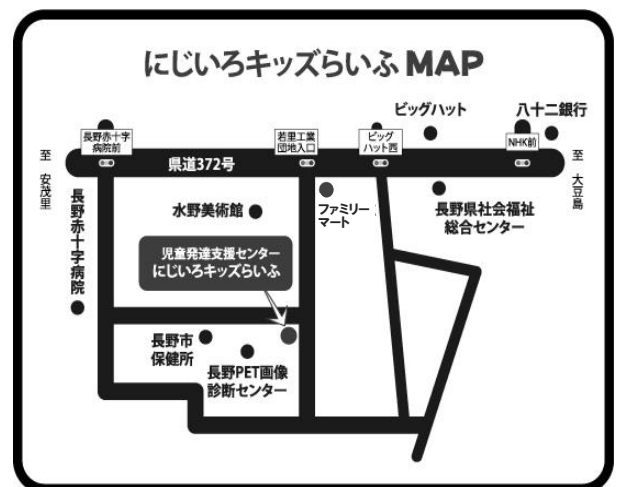 にじいろキッズらいふ MAP
ビッグハット
八十二銀行
長野赤十字
病院前
若里工業
団地入口
ビッグ
ハット西
NHK前
至 安茂里
県道372号
至 大豆島
長野赤十字病院
水野美術館
ファミリー
マート
長野県社会福祉
総合センター
児童発達支援センター
にじいろキッズらいふ
長野市
保健所
長野PET画像
診断センター